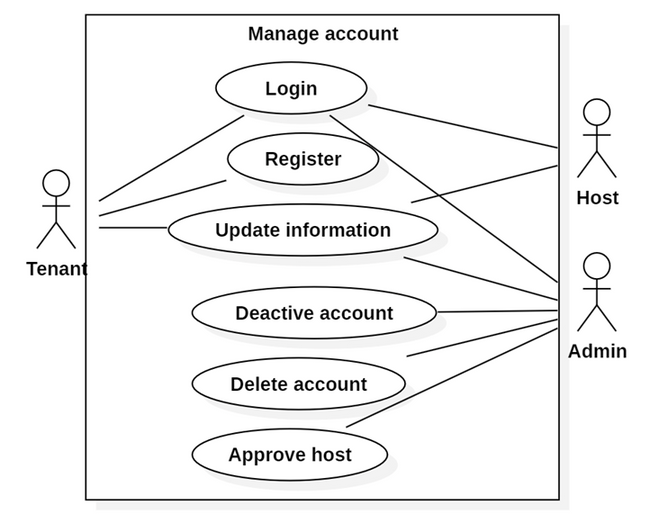 Manage account
Login
Register
Host
Update information
Tenant
Deactive account
Admin
Delete account
Approve host